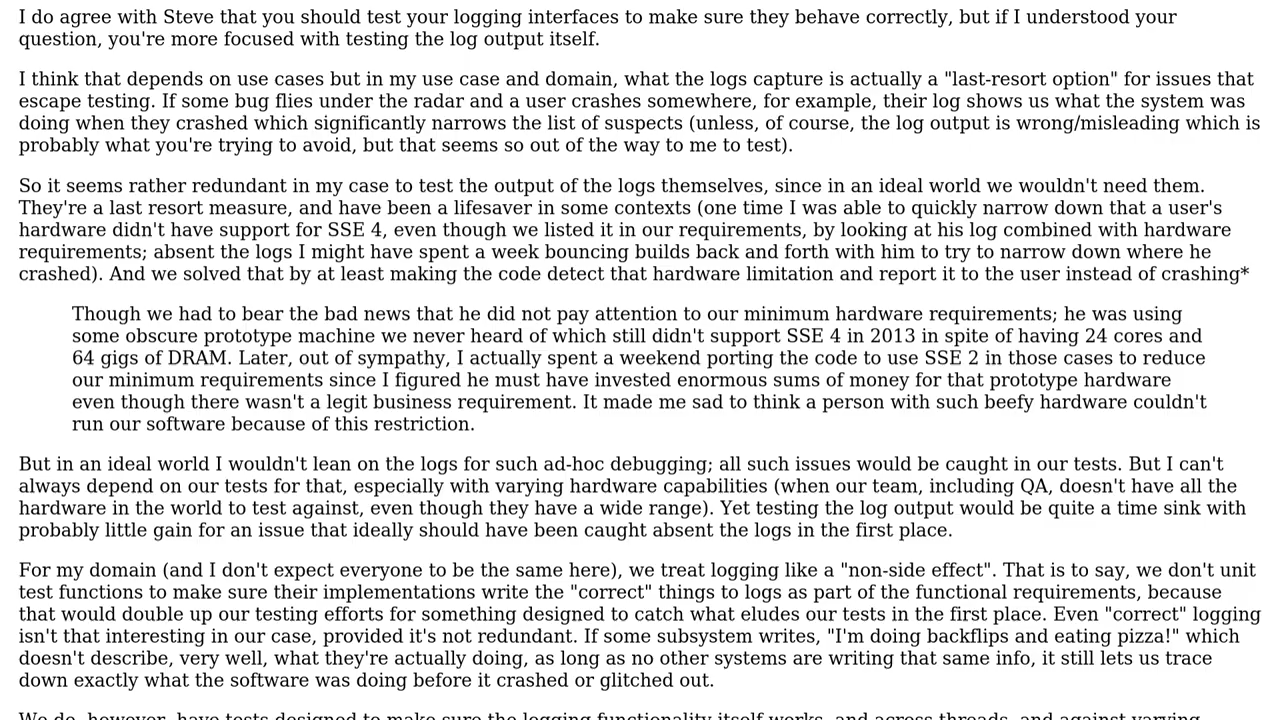 I do agree with Steve that you should test your logging interfaces to make sure they behave correctly, but if I understood your
question, you're more focused with testing the log output itself.
I think that depends on use cases but in my use case and domain, what the logs capture is actually a "last-resort option" for issues that
escape testing. If some bug flies under the radar and a user crashes somewhere, for example, their log shows us what the system was
doing when they crashed which significantly narrows the list of suspects (unless, of course, the log output is wrong/misleading which is
probably what you're trying to avoid, but that seems so out of the way to me to test).
So it seems rather redundant in my case to test the output of the logs themselves, since in an ideal world we wouldn't need them.
They're a last resort measure, and have been a lifesaver in some contexts (one time I was able to quickly narrow down that a user's
hardware didn't have support for SSE 4, even though we listed it in our requirements, by looking at his log combined with hardware
requirements; absent the logs I might have spent a week bouncing builds back and forth with him to try to narrow down where he
crashed). And we solved that by at least making the code detect that hardware limitation and report it to the user instead of crashing*
Though we had to bear the bad news that he did not pay attention to our minimum hardware requirements; he was using
some obscure prototype machine we never heard of which still didn't support SSE 4 in 2013 in spite of having 24 cores and
64 gigs of DRAM. Later, out of sympathy, I actually spent a weekend porting the code to use SSE 2 in those cases to reduce
our minimum requirements since I figured he must have invested enormous sums of money for that prototype hardware
even though there wasn't a legit business requirement. It made me sad to think a person with such beefy hardware couldn't
run our software because of this restriction.
But in an ideal world I wouldn't lean on the logs for such ad-hoc debugging; all such issues would be caught in our tests. But I can't
always depend on our tests for that, especially with varying hardware capabilities (when our team, including QA, doesn't have all the
hardware in the world to test against, even though they have a wide range). Yet testing the log output would be quite a time sink with
probably little gain for an issue that ideally should have been caught absent the logs in the first place.
For my domain (and I don't expect everyone to be the same here), we treat logging like a "non-side effect". That is to say, we don't unit
test functions to make sure their implementations write the "correct" things to logs as part of the functional requirements, because
that would double up our testing efforts for something designed to catch what eludes our tests in the first place. Even "correct" logging
isn't that interesting in our case, provided it's not redundant. If some subsystem writes, "I'm doing backflips and eating pizza!" which
doesn't describe, very well, what they're actually doing, as long as no other systems are writing that same info, it still lets us trace
down exactly what the software was doing before it crashed or glitched out.
We do, however, have tests designed to make sure the logging functionality itself works, and across threads, and against varying